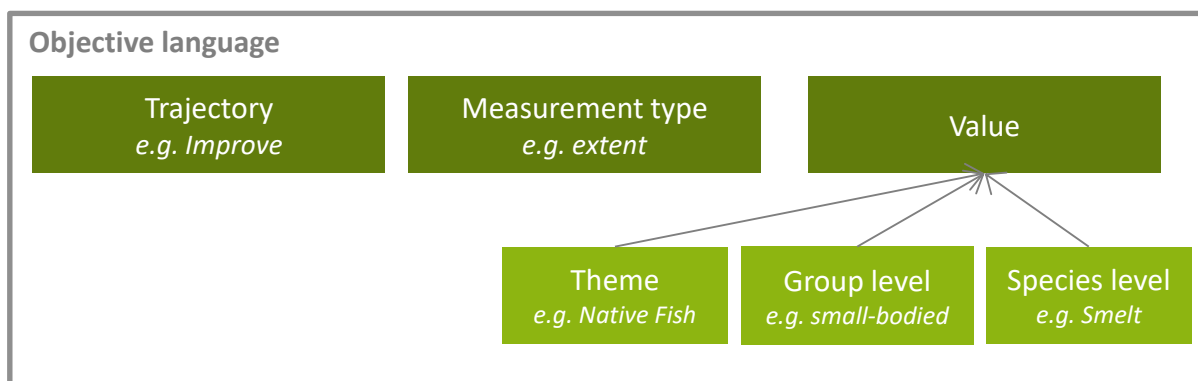 Objective language
Trajectory
e.g. Improve
Measurement type
e.g. extent
Value
Theme
e.g. Native Fish
Group level
e.g. small-bodied
Species level
e.g. Smelt